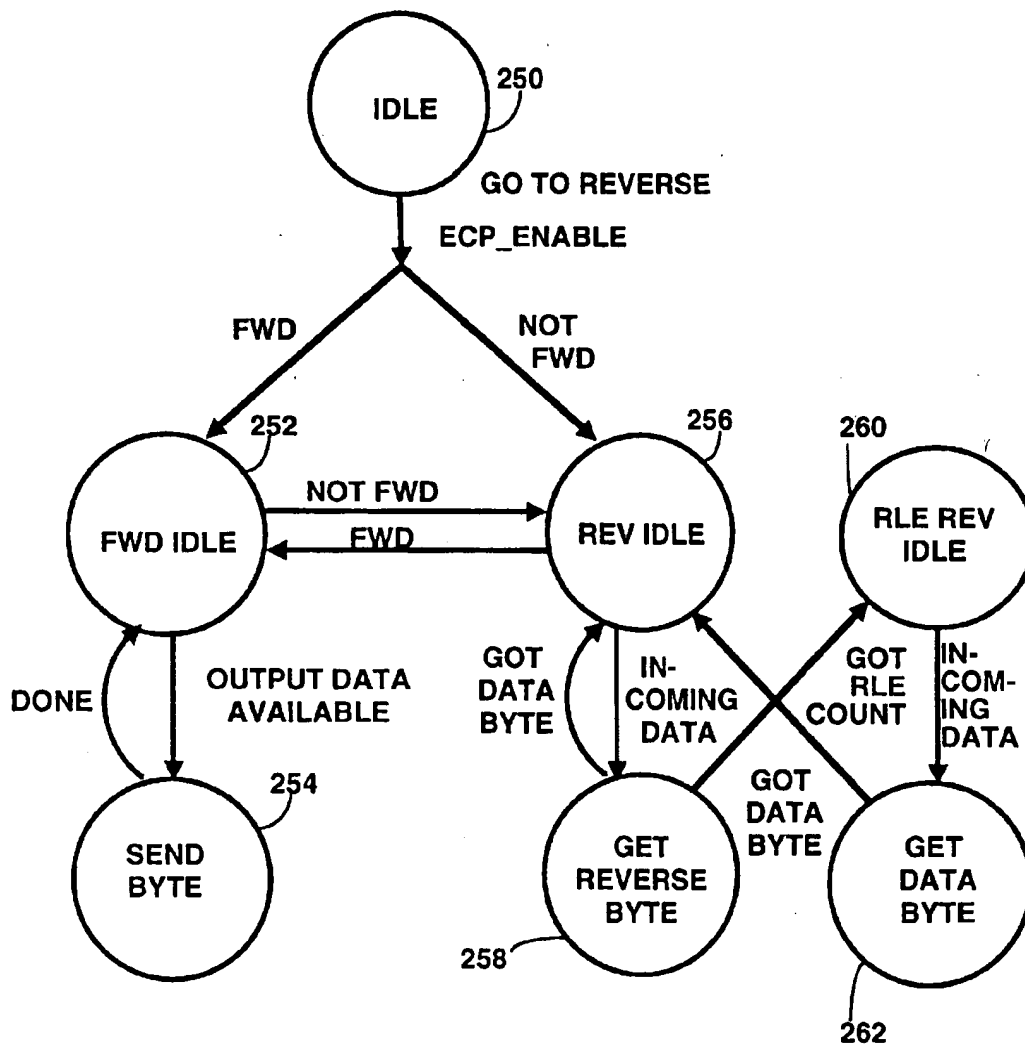 250
IDLE
GO TO REVERSE
ECP_ENABLE
FWD
NOT
FWD
252
256
260
NOT FWD
FWD
FWD IDLE
REV IDLE
RLE REV
IDLE
DONE
OUTPUT DATA
AVAILABLE
GOT
DATA
BYTE
IN-
COMING
DATA
GOT
RLE
COUNT
IN-
COM-
ING
DATA
254
GOT
DATA
BYTE
SEND
BYTE
GET
REVERSE
BYTE
GET
DATA
BYTE
258
262